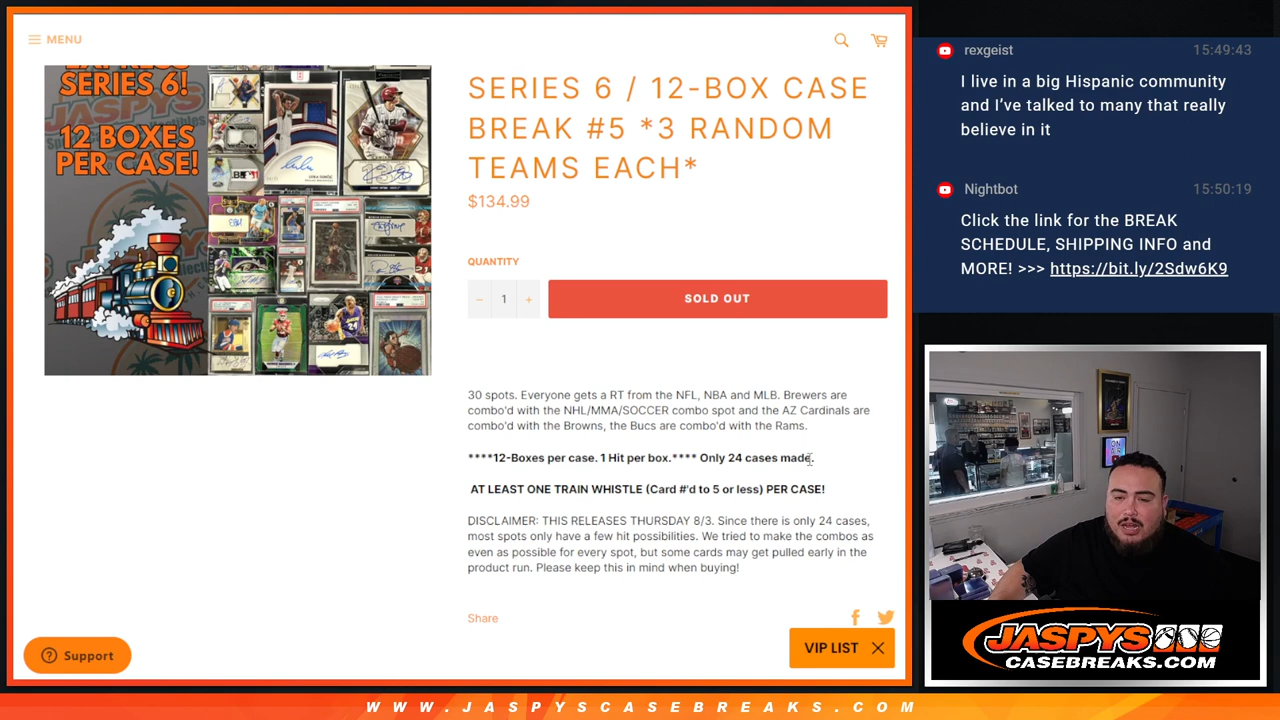 MENU
SERIES 6!
12 BOXES
PER CASE!
SERIES 6 / 12-BOX CASE
BREAK #5 *3 RANDOM
TEAMS EACH*
$134.99
QUANTITY
− 1 +
SOLD OUT
30 spots. Everyone gets a RT from the NFL, NBA and MLB. Brewers are
combo'd with the NHL/MMA/SOCCER combo spot and the AZ Cardinals are
combo'd with the Browns, the Bucs are combo'd with the Rams.
****12-Boxes per case. 1 Hit per box.**** Only 24 cases made.
AT LEAST ONE TRAIN WHISTLE (Card #'d to 5 or less) PER CASE!
DISCLAIMER: THIS RELEASES THURSDAY 8/3. Since there is only 24 cases,
most spots only have a few hit possibilities. We tried to make the combos
as even as possible for every spot, but some cards may get pulled early in the
product run. Please keep this in mind when buying!
Share
Support
VIP LIST
rexgeist 15:49:43
I live in a big Hispanic community
and I've talked to many that really
believe in it
Nightbot 15:50:19
Click the link for the BREAK
SCHEDULE, SHIPPING INFO and
MORE! >>> https://bit.ly/2Sdw6K9
JASPYS
CASEBREAKS.COM
WWW.JASPYSCASEBREAKS.COM